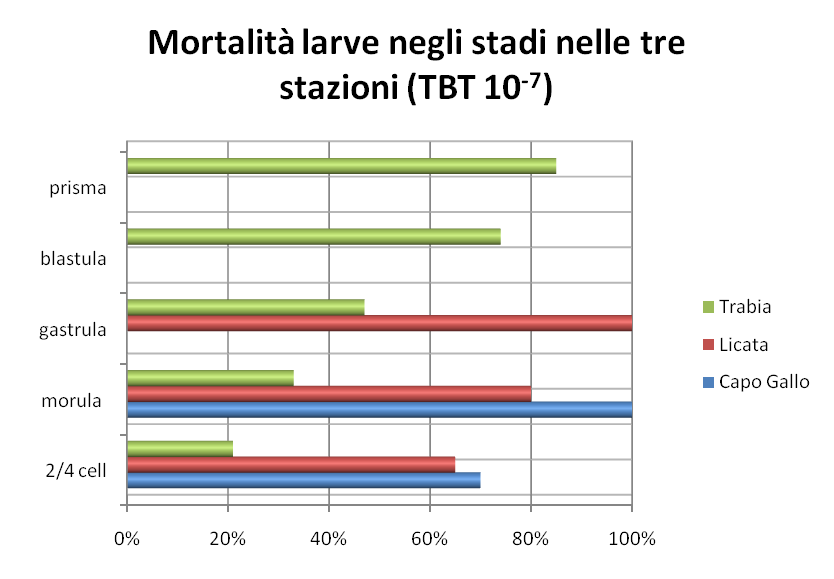 Mortalità larve negli stadi nelle tre
stazioni (TBT 10⁻⁷)
prisma
blastula
gastrula
morula
2/4 cell
0% 20% 40% 60% 80% 100%
Trabia
Licata
Capo Gallo